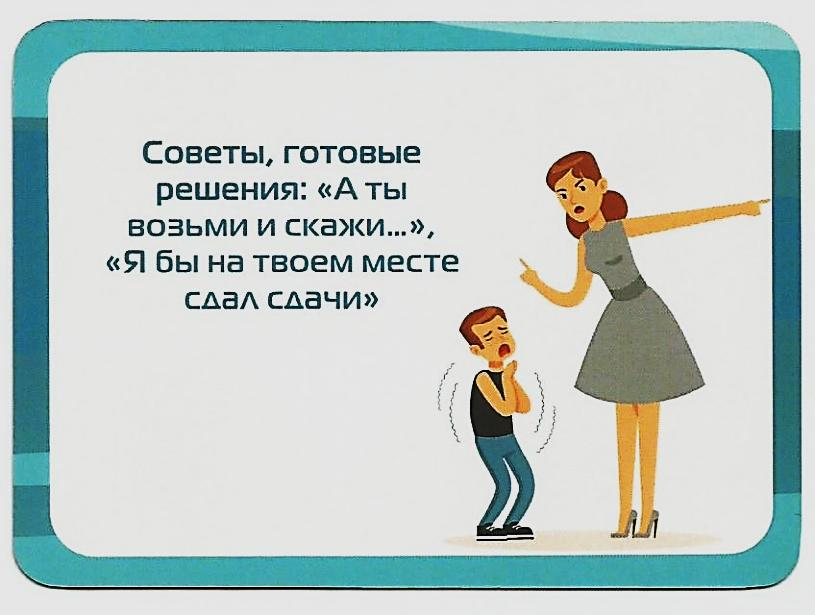 Советы, готовые
решения: «А ты
возьми и скажи...»,
«Я бы на твоем месте
сдал сдачи»